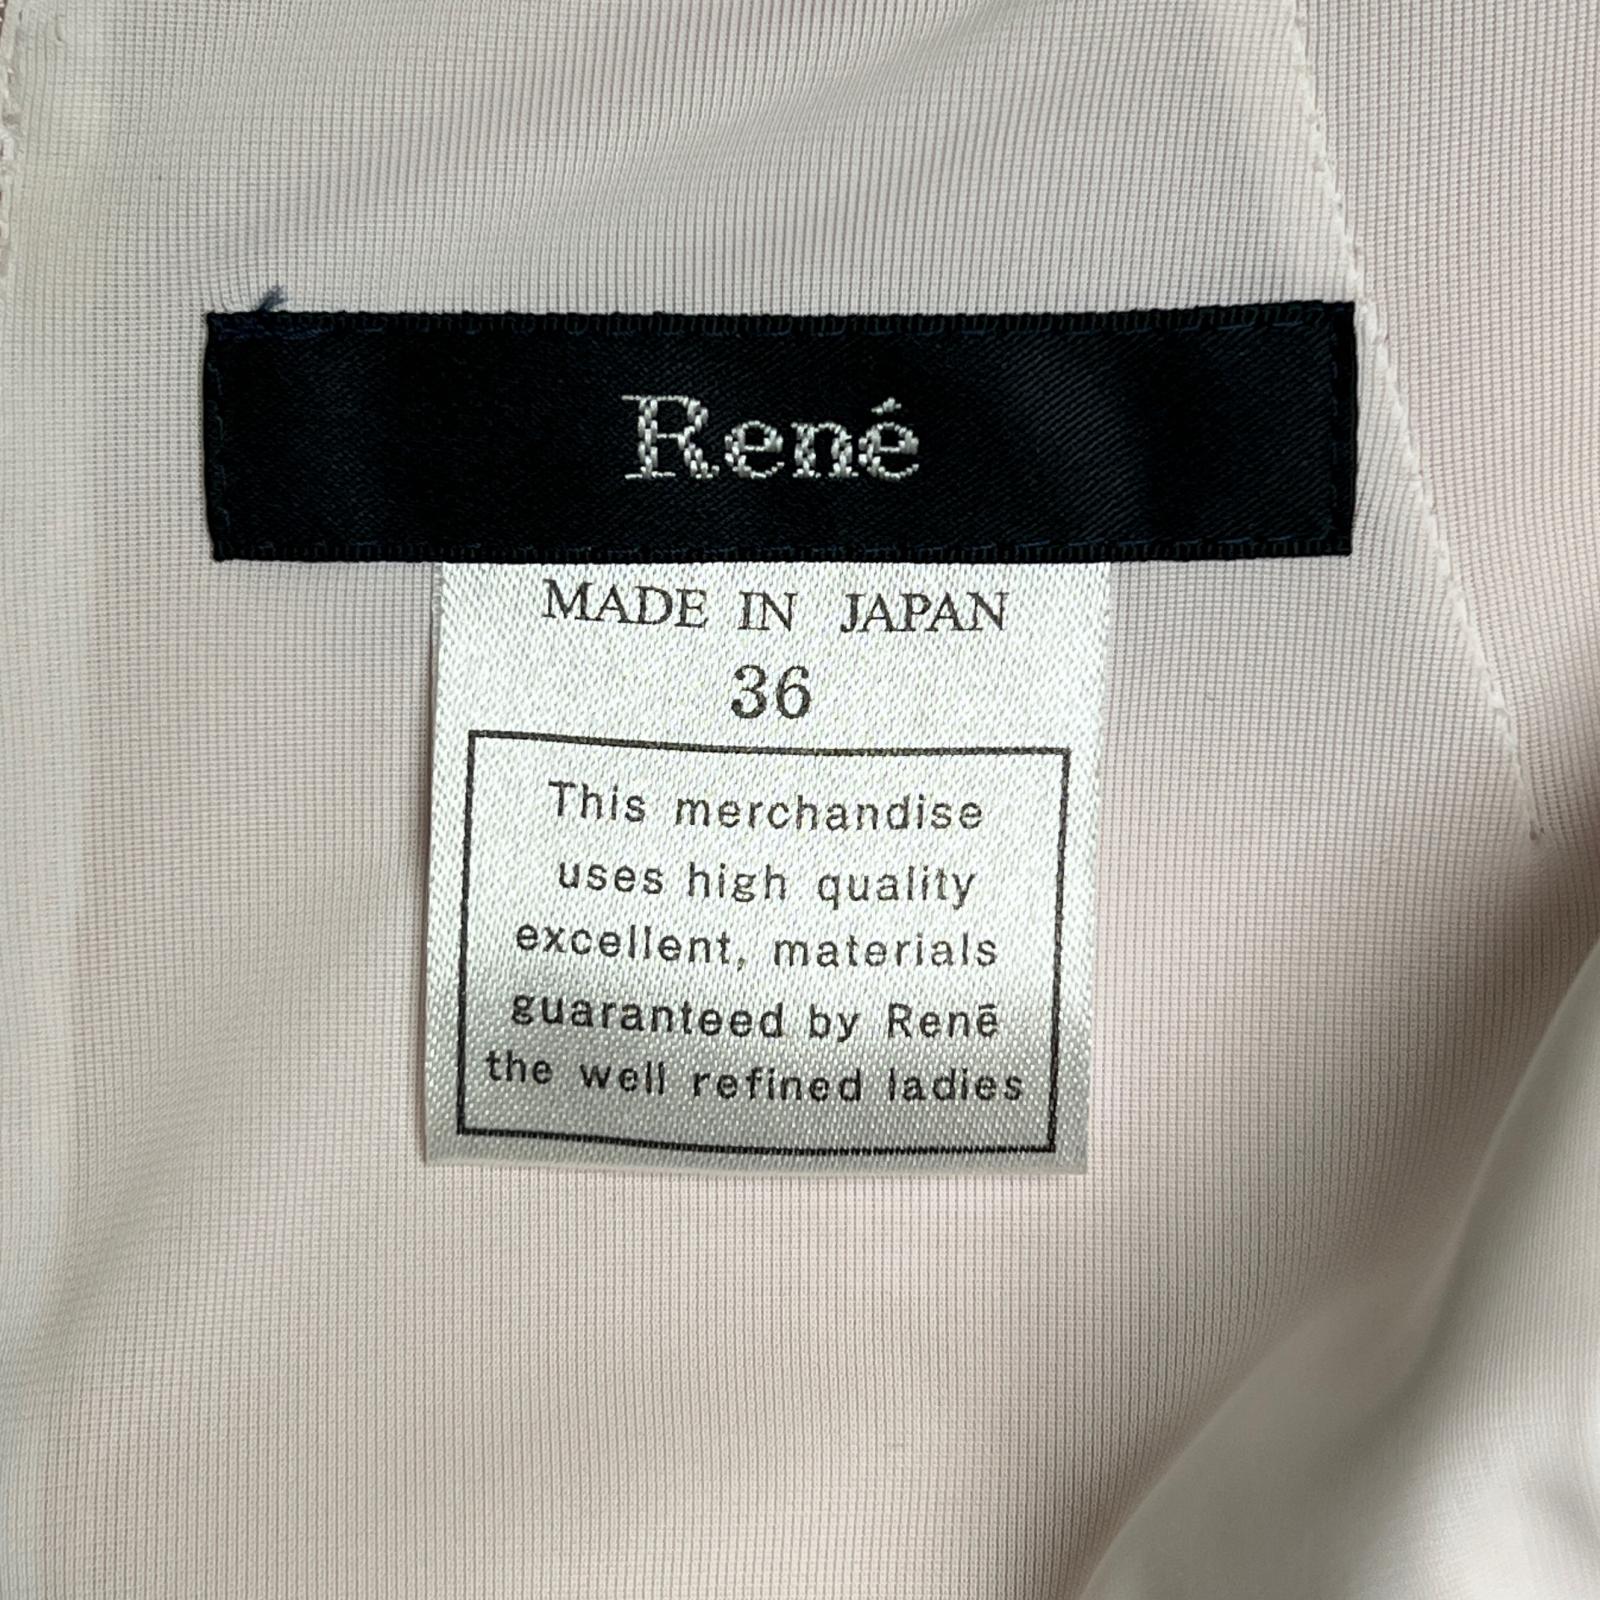 René
MADE IN JAPAN
36
This merchandise
uses high quality
excellent, materials
guaranteed by Renē
the well refined ladies